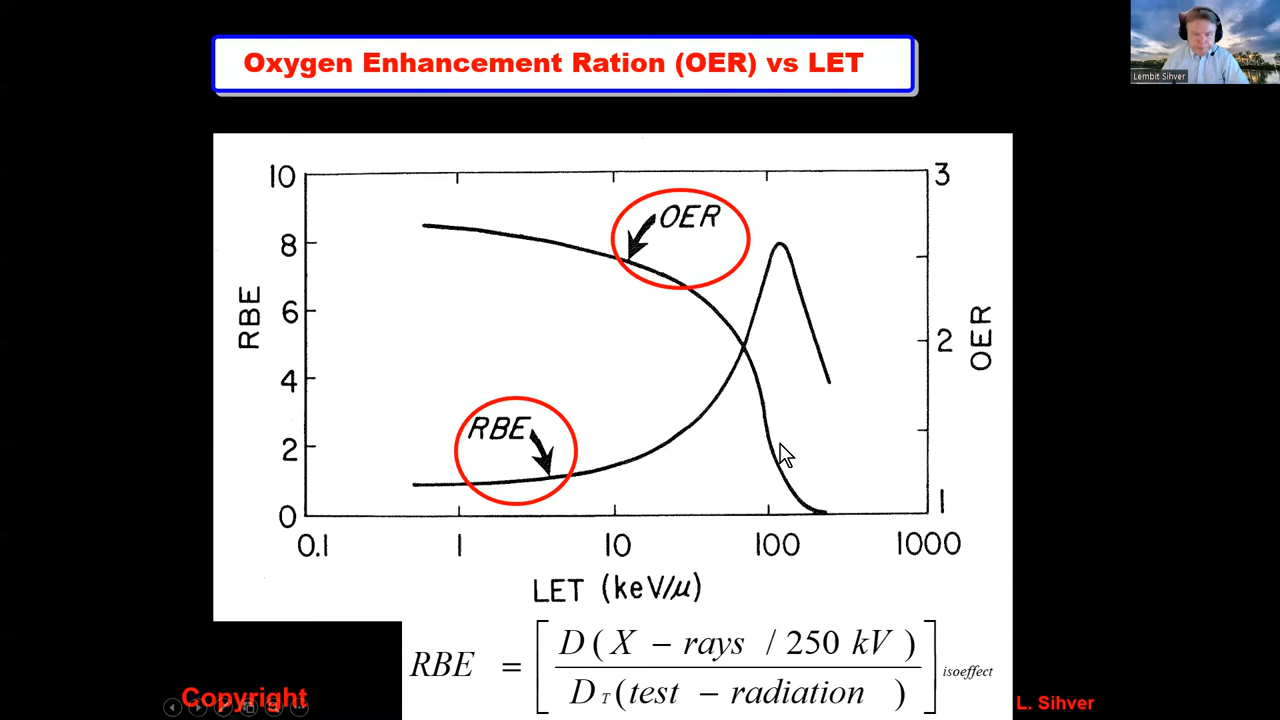 Oxygen Enhancement Ration (OER) vs LET
Lembit Sihver
10
8
6
4
2
0
RBE
OER
RBE
3
2
1
OER
0.1 1 10 100 1000
LET (keV/μ)
RBE = [ D ( X - rays / 250 kV ) / D T (test - radiation ) ] isoeffect
Copyright
L. Sihver